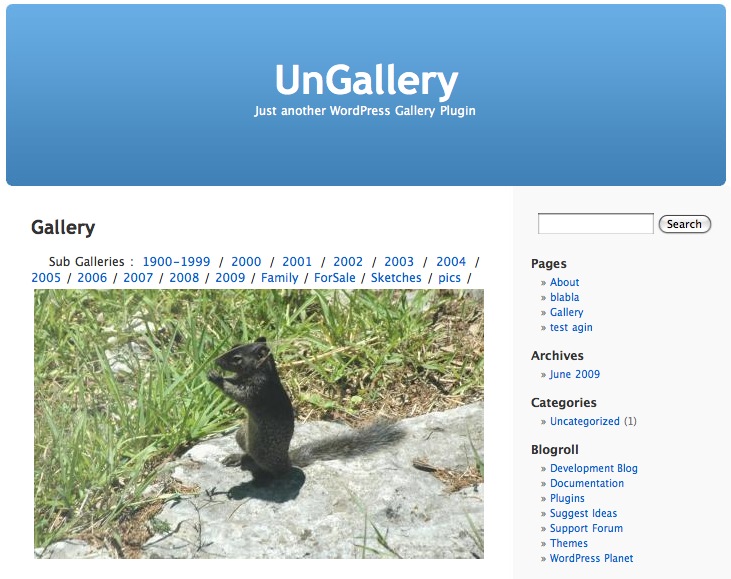 UnGallery
Just another WordPress Gallery Plugin
Gallery
Sub Galleries : 1900-1999 / 2000 / 2001 / 2002 / 2003 / 2004 /
2005 / 2006 / 2007 / 2008 / 2009 / Family / ForSale / Sketches / pics /
Search
Pages
» About
» blabla
» Gallery
» test agin
Archives
» June 2009
Categories
» Uncategorized (1)
Blogroll
» Development Blog
» Documentation
» Plugins
» Suggest Ideas
» Support Forum
» Themes
» WordPress Planet